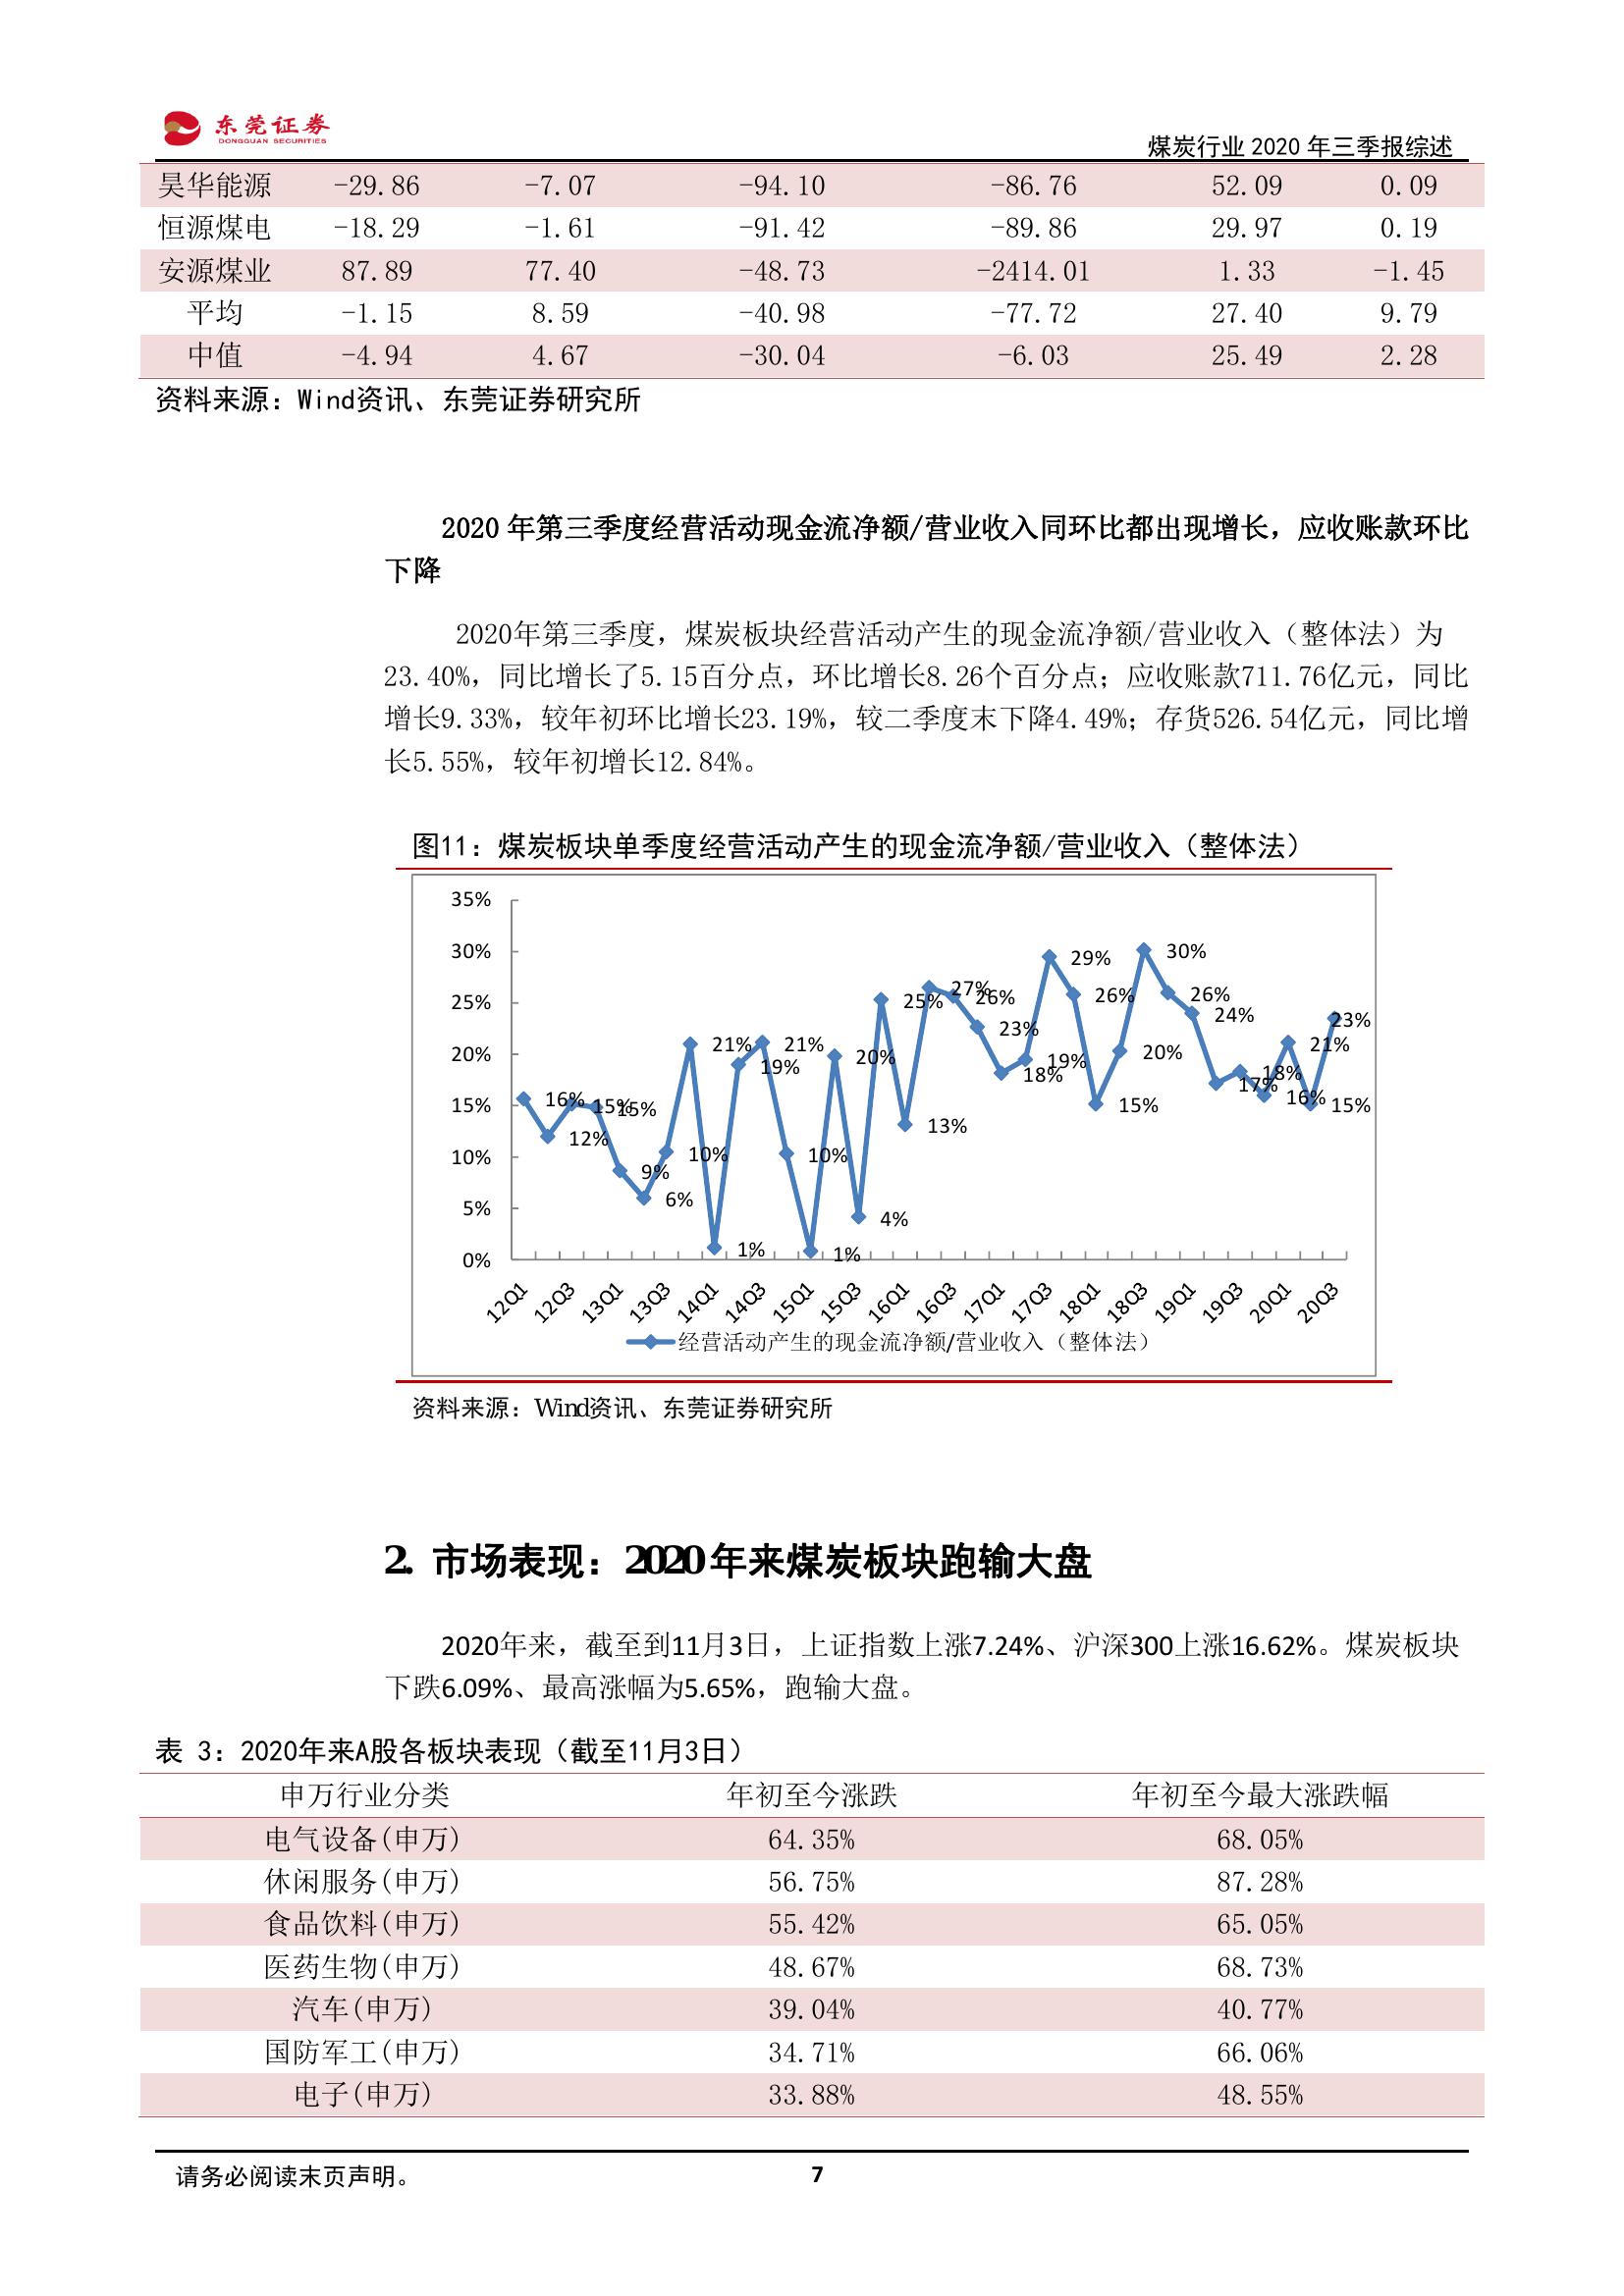 东莞证券
DONGGUAN SECURITIES
煤炭行业 2020 年三季报综述
昊华能源 -29.86 -7.07 -94.10 -86.76 52.09 0.09
恒源煤电 -18.29 -1.61 -91.42 -89.86 29.97 0.19
安源煤业 87.89 77.40 -48.73 -2414.01 1.33 -1.45
平均 -1.15 8.59 -40.98 -77.72 27.40 9.79
中值 -4.94 4.67 -30.04 -6.03 25.49 2.28
资料来源：Wind资讯、东莞证券研究所
2020 年第三季度经营活动现金流净额/营业收入同环比都出现增长，应收账款环比
下降
2020年第三季度，煤炭板块经营活动产生的现金流净额/营业收入（整体法）为
23.40%，同比增长了5.15百分点，环比增长8.26个百分点；应收账款711.76亿元，同比
增长9.33%，较年初环比增长23.19%，较二季度末下降4.49%；存货526.54亿元，同比增
长5.55%，较年初增长12.84%。
图11：煤炭板块单季度经营活动产生的现金流净额/营业收入（整体法）
35%
30%
25%
20%
15%
10%
5%
0%
16%
12%
15%
15%
9%
6%
10%
21%
1%
19%
21%
10%
1%
20%
4%
25%
13%
27%
26%
23%
18%
19%
29%
26%
15%
20%
30%
26%
24%
17%
18%
16%
21%
15%
23%
12Q1 12Q3 13Q1 13Q3 14Q1 14Q3 15Q1 15Q3 16Q1 16Q3 17Q1 17Q3 18Q1 18Q3 19Q1 19Q3 20Q1 20Q3
经营活动产生的现金流净额/营业收入（整体法）
资料来源：Wind资讯、东莞证券研究所
2. 市场表现：2020 年来煤炭板块跑输大盘
2020年来，截至到11月3日，上证指数上涨7.24%、沪深300上涨16.62%。煤炭板块
下跌6.09%、最高涨幅为5.65%，跑输大盘。
表 3：2020年来A股各板块表现（截至11月3日）
申万行业分类 年初至今涨跌 年初至今最大涨跌幅
电气设备(申万) 64.35% 68.05%
休闲服务(申万) 56.75% 87.28%
食品饮料(申万) 55.42% 65.05%
医药生物(申万) 48.67% 68.73%
汽车(申万) 39.04% 40.77%
国防军工(申万) 34.71% 66.06%
电子(申万) 33.88% 48.55%
请务必阅读末页声明。
7